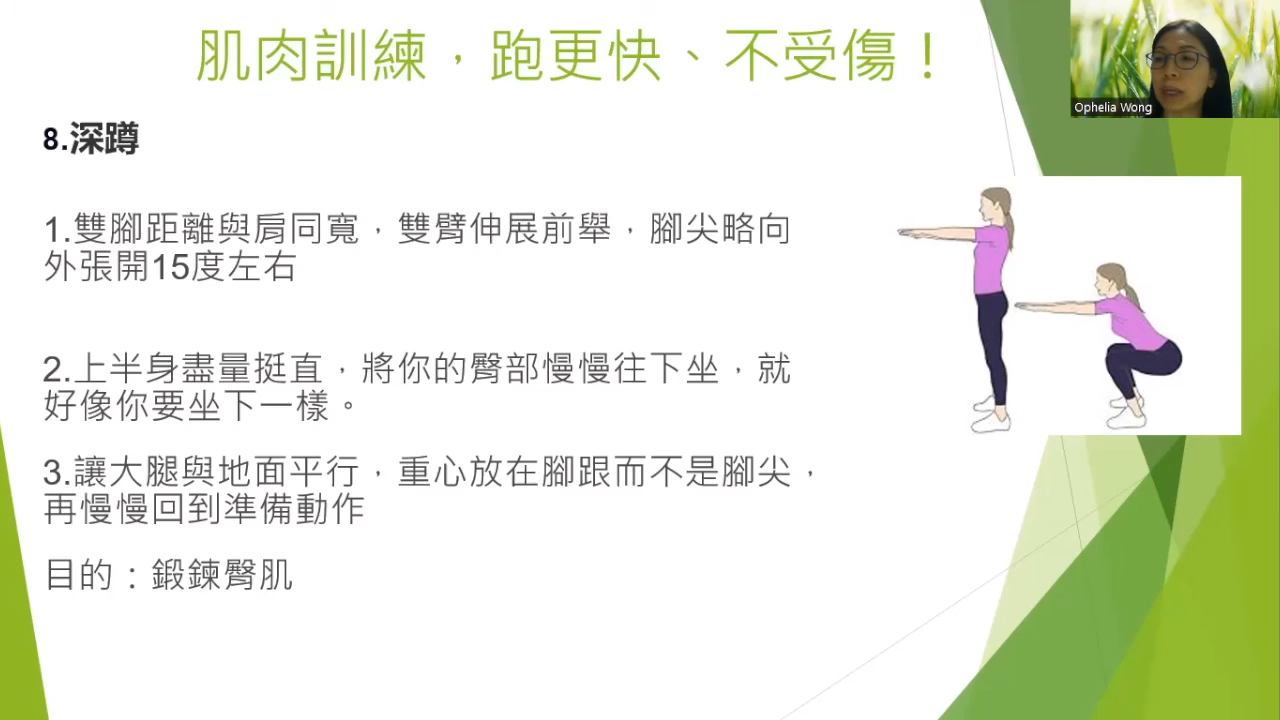 肌肉訓練，跑更快、不受傷！
Ophelia Wong
8.深蹲
1.雙腳距離與肩同寬，雙臂伸展前舉，腳尖略向
外張開15度左右
2.上半身盡量挺直，將你的臀部慢慢往下坐，就
好像你要坐下一樣。
3.讓大腿與地面平行，重心放在腳跟而不是腳尖，
再慢慢回到準備動作
目的：鍛鍊臀肌